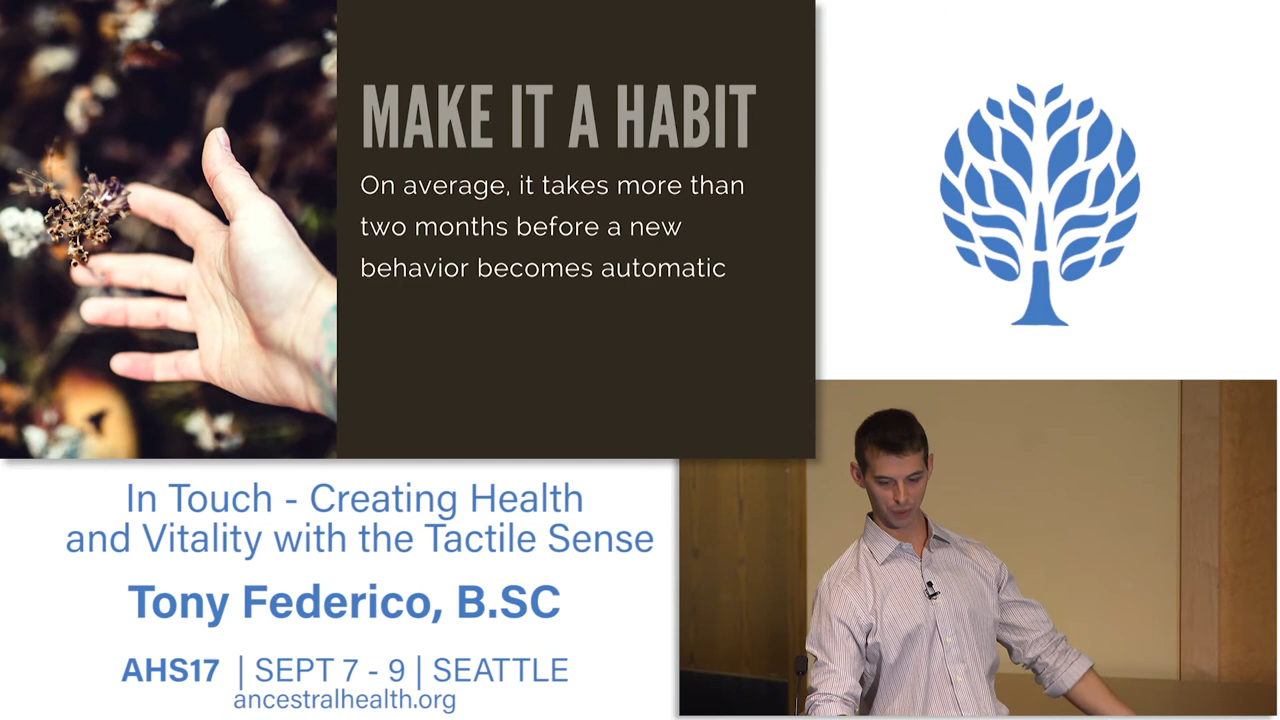 MAKE IT A HABIT
On average, it takes more than
two months before a new
behavior becomes automatic
In Touch - Creating Health
and Vitality with the Tactile Sense
Tony Federico, B.SC
AHS17 | SEPT 7 - 9 | SEATTLE
ancestralhealth.org